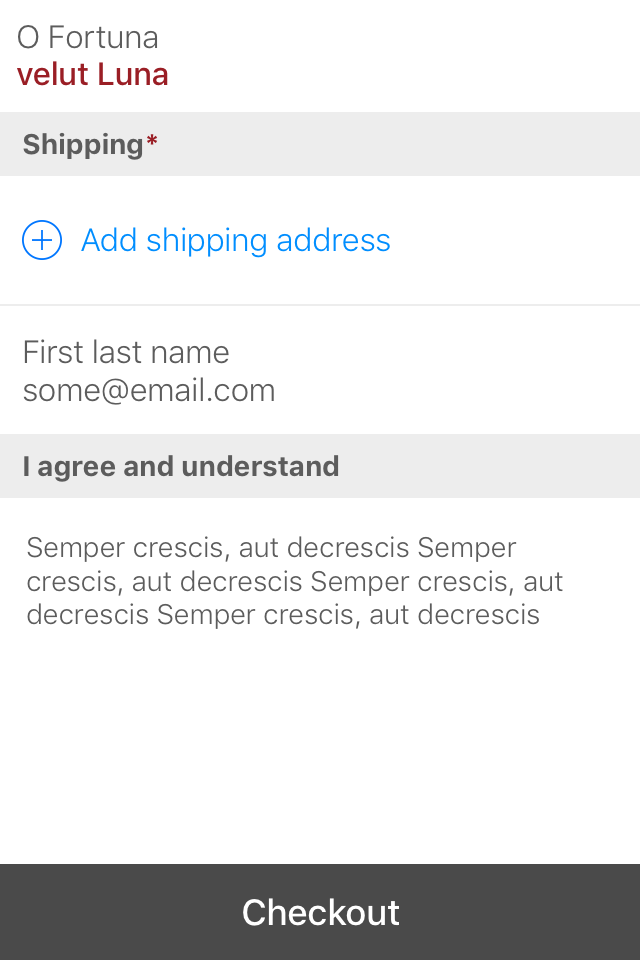 O Fortuna
velut Luna
Shipping*
Add shipping address
First last name
some@email.com
I agree and understand
Semper crescis, aut decrescis Semper
crescis, aut decrescis Semper crescis, aut
decrescis Semper crescis, aut decrescis
Checkout